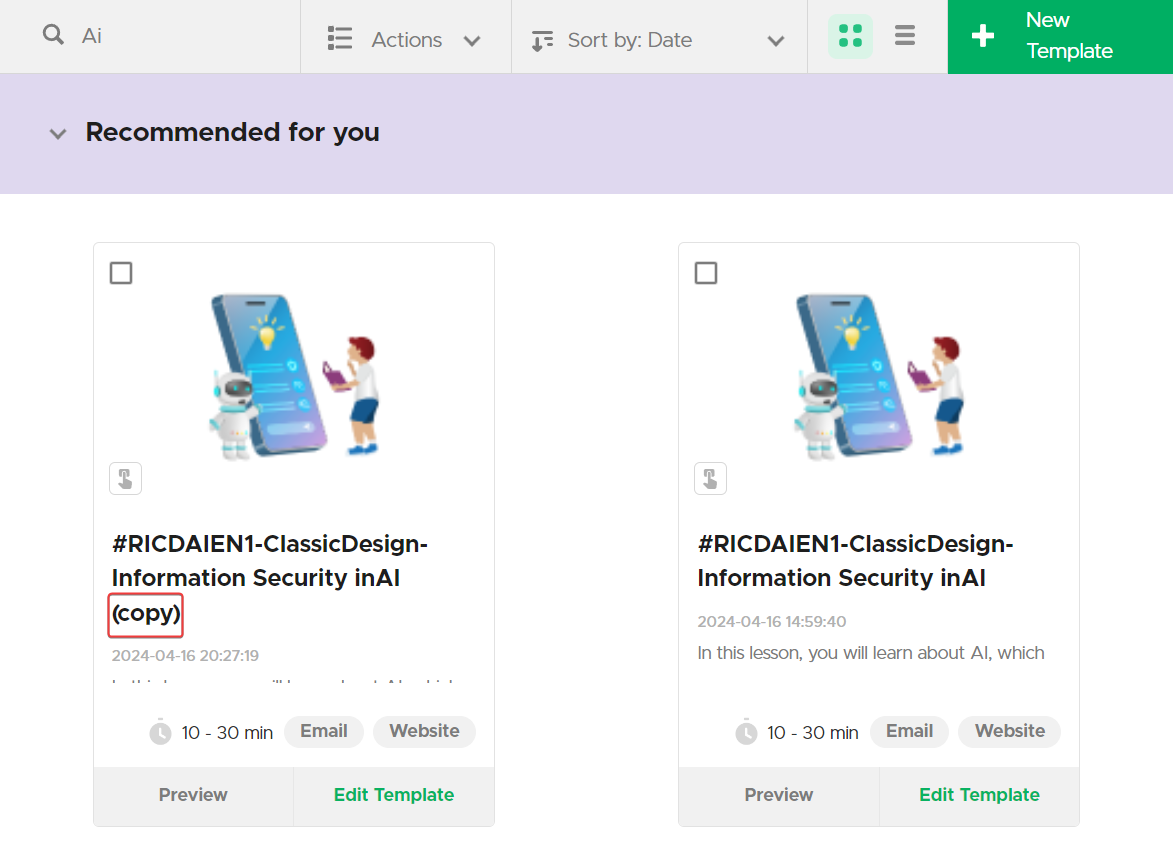 Ai
Actions
Sort by: Date
New
Template
Recommended for you
#RICDAIEN1-ClassicDesign-
Information Security inAI
(copy)
2024-04-16 20:27:19
10 - 30 min Email Website
Preview Edit Template
#RICDAIEN1-ClassicDesign-
Information Security inAI
2024-04-16 14:59:40
In this lesson, you will learn about AI, which
10 - 30 min Email Website
Preview Edit Template